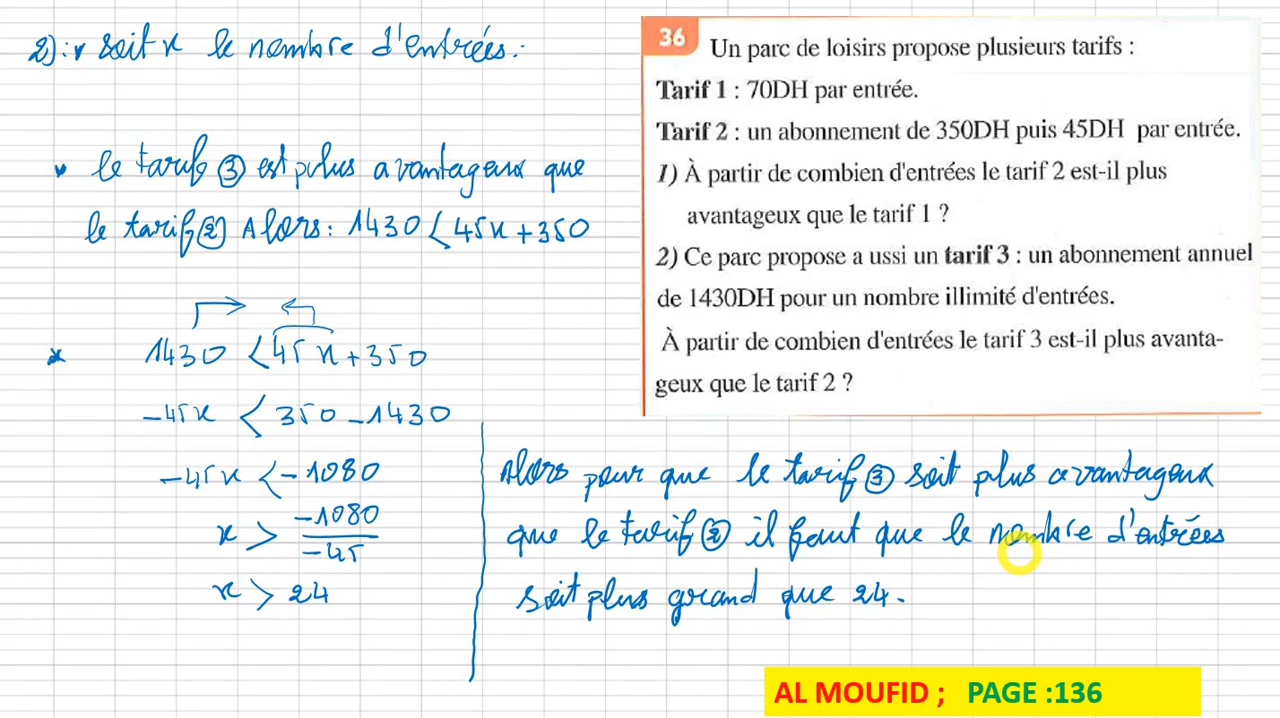 2) : soit x le nombre d'entrées :
le tarif ③ est plus avantageux que
le tarif ② Alors : 1430 < 45x + 350
1430 < 45x + 350
-45x < 350 - 1430
-45x < -1080
x > -1080 / -45
x > 24
36 Un parc de loisirs propose plusieurs tarifs :
Tarif 1 : 70DH par entrée.
Tarif 2 : un abonnement de 350DH puis 45DH par entrée.
1) À partir de combien d'entrées le tarif 2 est-il plus
avantageux que le tarif 1 ?
2) Ce parc propose a ussi un tarif 3 : un abonnement annuel
de 1430DH pour un nombre illimité d'entrées.
À partir de combien d'entrées le tarif 3 est-il plus avanta-
geux que le tarif 2 ?
Alors pour que le tarif ③ soit plus avantageux
que le tarif ② il faut que le nombre d'entrées
soit plus grand que 24.
AL MOUFID ; PAGE :136